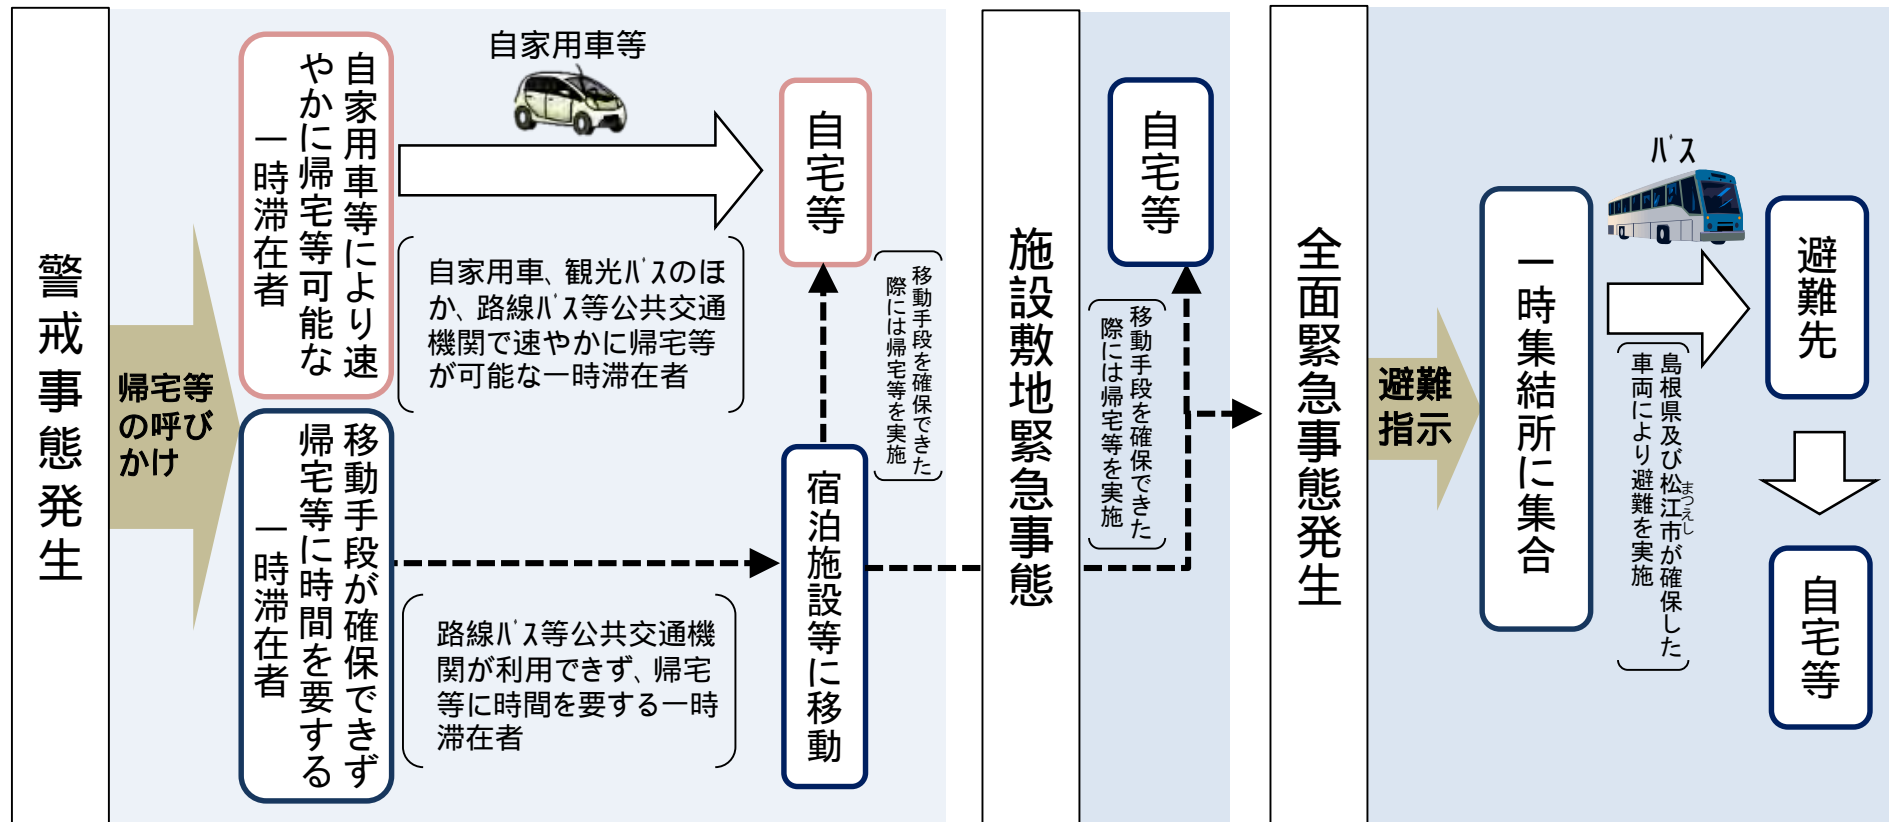 警戒事態発生
帰宅等
の呼び
かけ
自家用車等により速
やかに帰宅等可能な
一時滞在者
自家用車等
自家用車、観光ﾊﾞｽのほ
か、路線ﾊﾞｽ等公共交通
機関で速やかに帰宅等
が可能な一時滞在者
自宅等
移動手段を確保できた
際には帰宅等を実施
移動手段が確保できず
帰宅等に時間を要する
一時滞在者
路線ﾊﾞｽ等公共交通機
関が利用できず、帰宅
等に時間を要する一時
滞在者
宿泊施設等に移動
施設敷地緊急事態
自宅等
移動手段を確保できた
際には帰宅等を実施
全面緊急事態発生
避難
指示
一時集結所に集合
ﾊﾞｽ
島根県及び松江市が確保した
まつえし
車両により避難を実施
避難先
自宅等